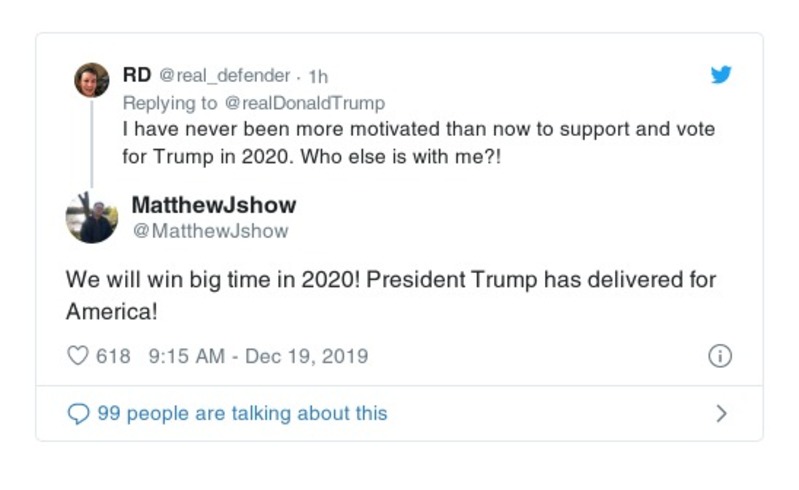 RD @real_defender · 1h
Replying to @realDonaldTrump
I have never been more motivated than now to support and vote
for Trump in 2020. Who else is with me?!
MatthewJshow
@MatthewJshow
We will win big time in 2020! President Trump has delivered for
America!
618 9:15 AM - Dec 19, 2019
99 people are talking about this